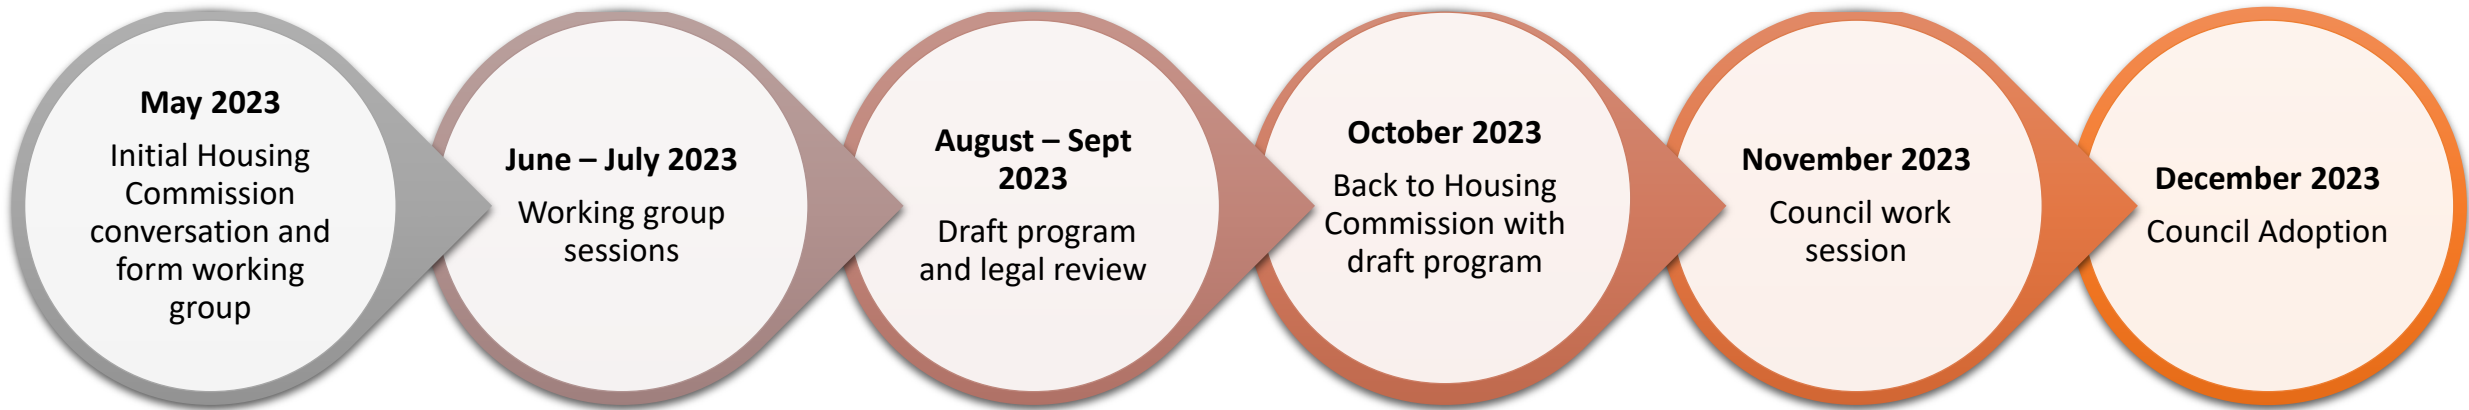 May 2023
Initial Housing
Commission
conversation and
form working
group
June – July 2023
Working group
sessions
August – Sept
2023
Draft program
and legal review
October 2023
Back to Housing
Commission with
draft program
November 2023
Council work
session
December 2023
Council Adoption